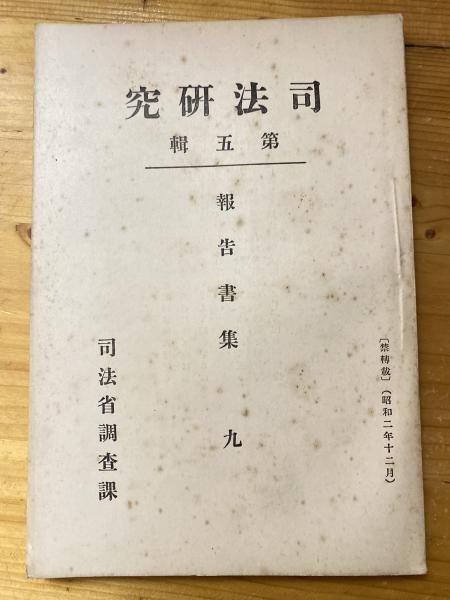 司法研究
第五輯
報告書集 九
〔禁轉載〕（昭和二年十二月）
司法省調查課